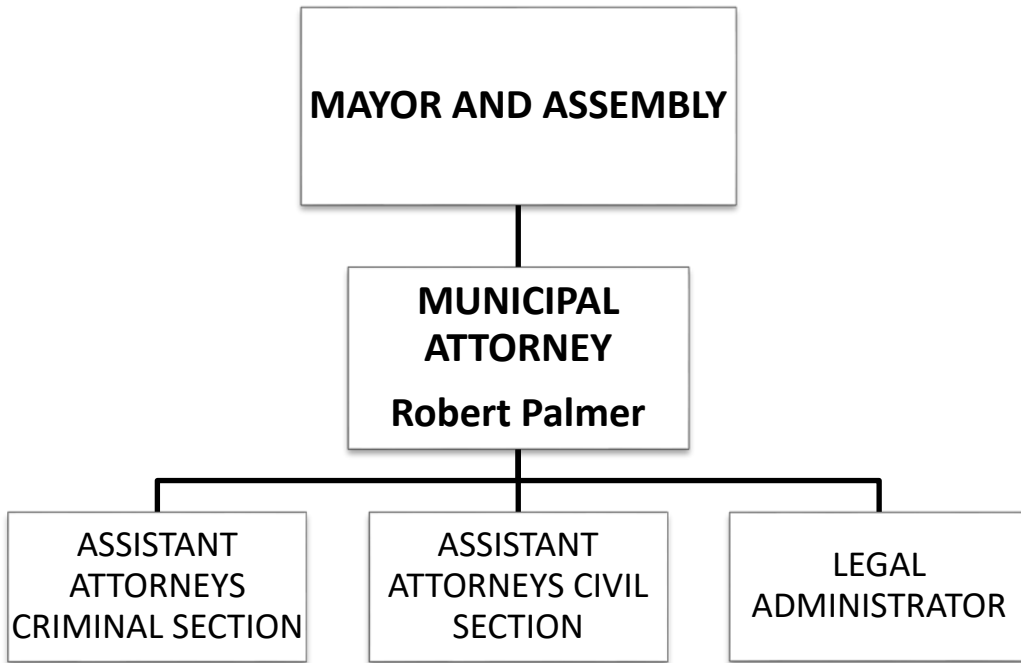 MAYOR AND ASSEMBLY
MUNICIPAL
ATTORNEY
Robert Palmer
ASSISTANT
ATTORNEYS
CRIMINAL SECTION
ASSISTANT
ATTORNEYS CIVIL
SECTION
LEGAL
ADMINISTRATOR